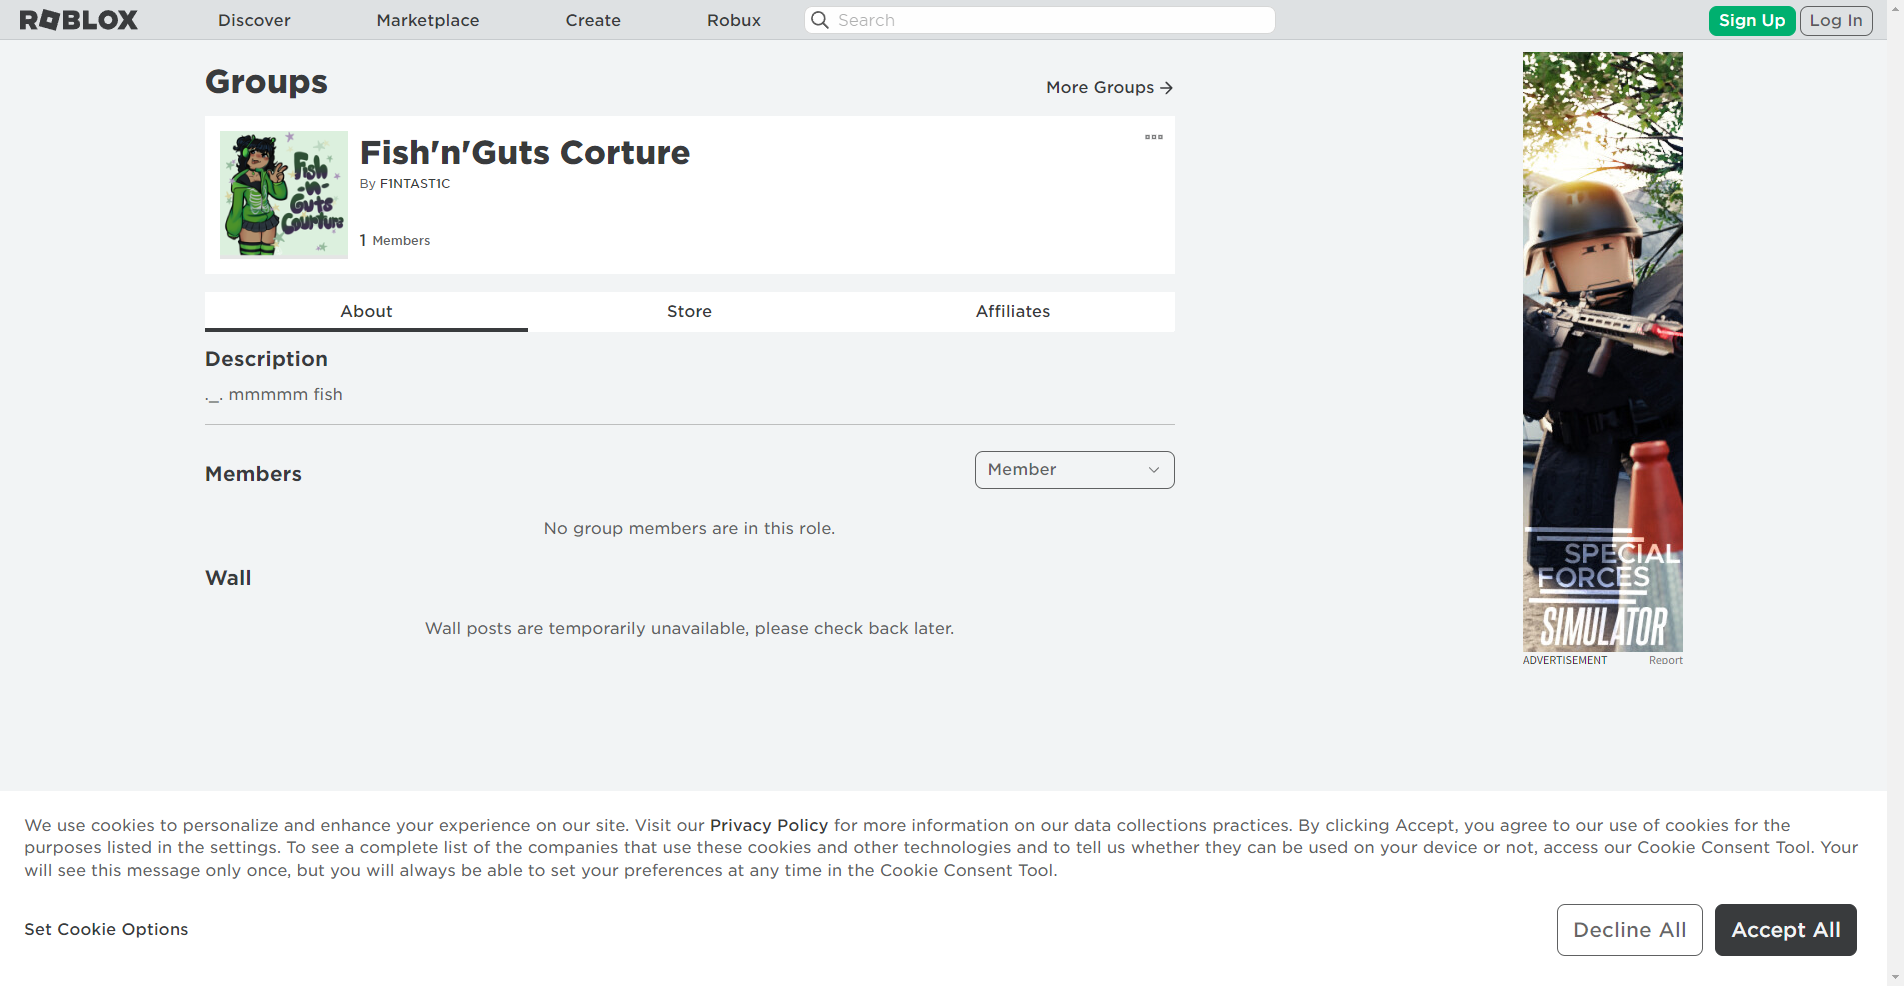 ROBLOX
Discover
Marketplace
Create
Robux
Search
Sign Up
Log In
Groups
More Groups
Fish
-n-
Guts
Courture
Fish'n'Guts Corture
By F1NTAST1C
1 Members
About
Store
Affiliates
Description
._. mmmmm fish
Members
Member
No group members are in this role.
Wall
Wall posts are temporarily unavailable, please check back later.
SPECIAL
FORCES
SIMULATOR
ADVERTISEMENT
Report
We use cookies to personalize and enhance your experience on our site. Visit our Privacy Policy for more information on our data collections practices. By clicking Accept, you agree to our use of cookies for the
purposes listed in the settings. To see a complete list of the companies that use these cookies and other technologies and to tell us whether they can be used on your device or not, access our Cookie Consent Tool. Your
will see this message only once, but you will always be able to set your preferences at any time in the Cookie Consent Tool.
Set Cookie Options
Decline All
Accept All